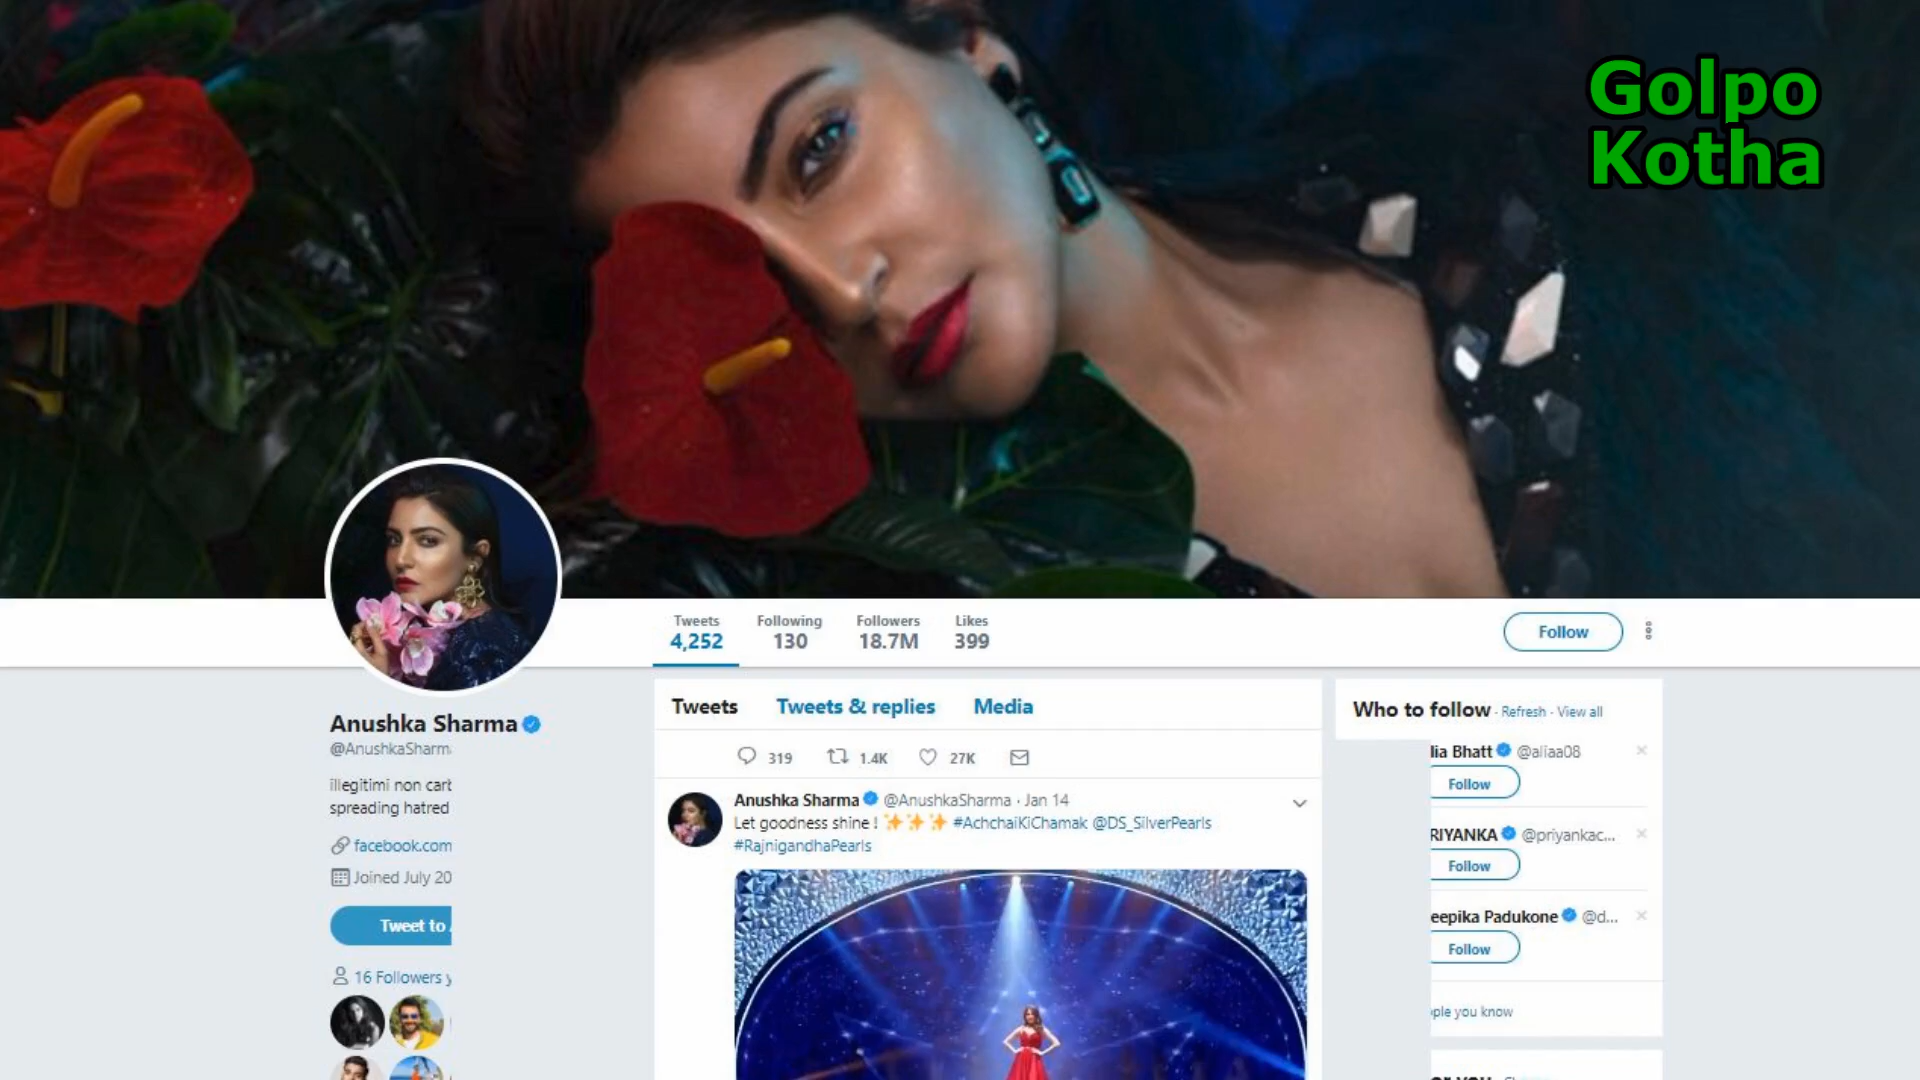 Golpo
Kotha
Tweets
4,252
Following
130
Followers
18.7M
Likes
399
Follow
Anushka Sharma
@AnushkaSharm
illegitimi non cart
spreading hatred
facebook.com
Joined July 20
Tweet to
16 Followers y
Tweets
Tweets & replies
Media
319
1.4K
27K
Anushka Sharma @AnushkaSharma · Jan 14
Let goodness shine ! ✨✨✨ #AchchaiKiChamak @DS_SilverPearls
#RajnigandhaPearls
Who to follow · Refresh · View all
lia Bhatt @aliaa08
Follow
RIYANKA @priyankac...
Follow
eepika Padukone @d...
Follow
ople you know